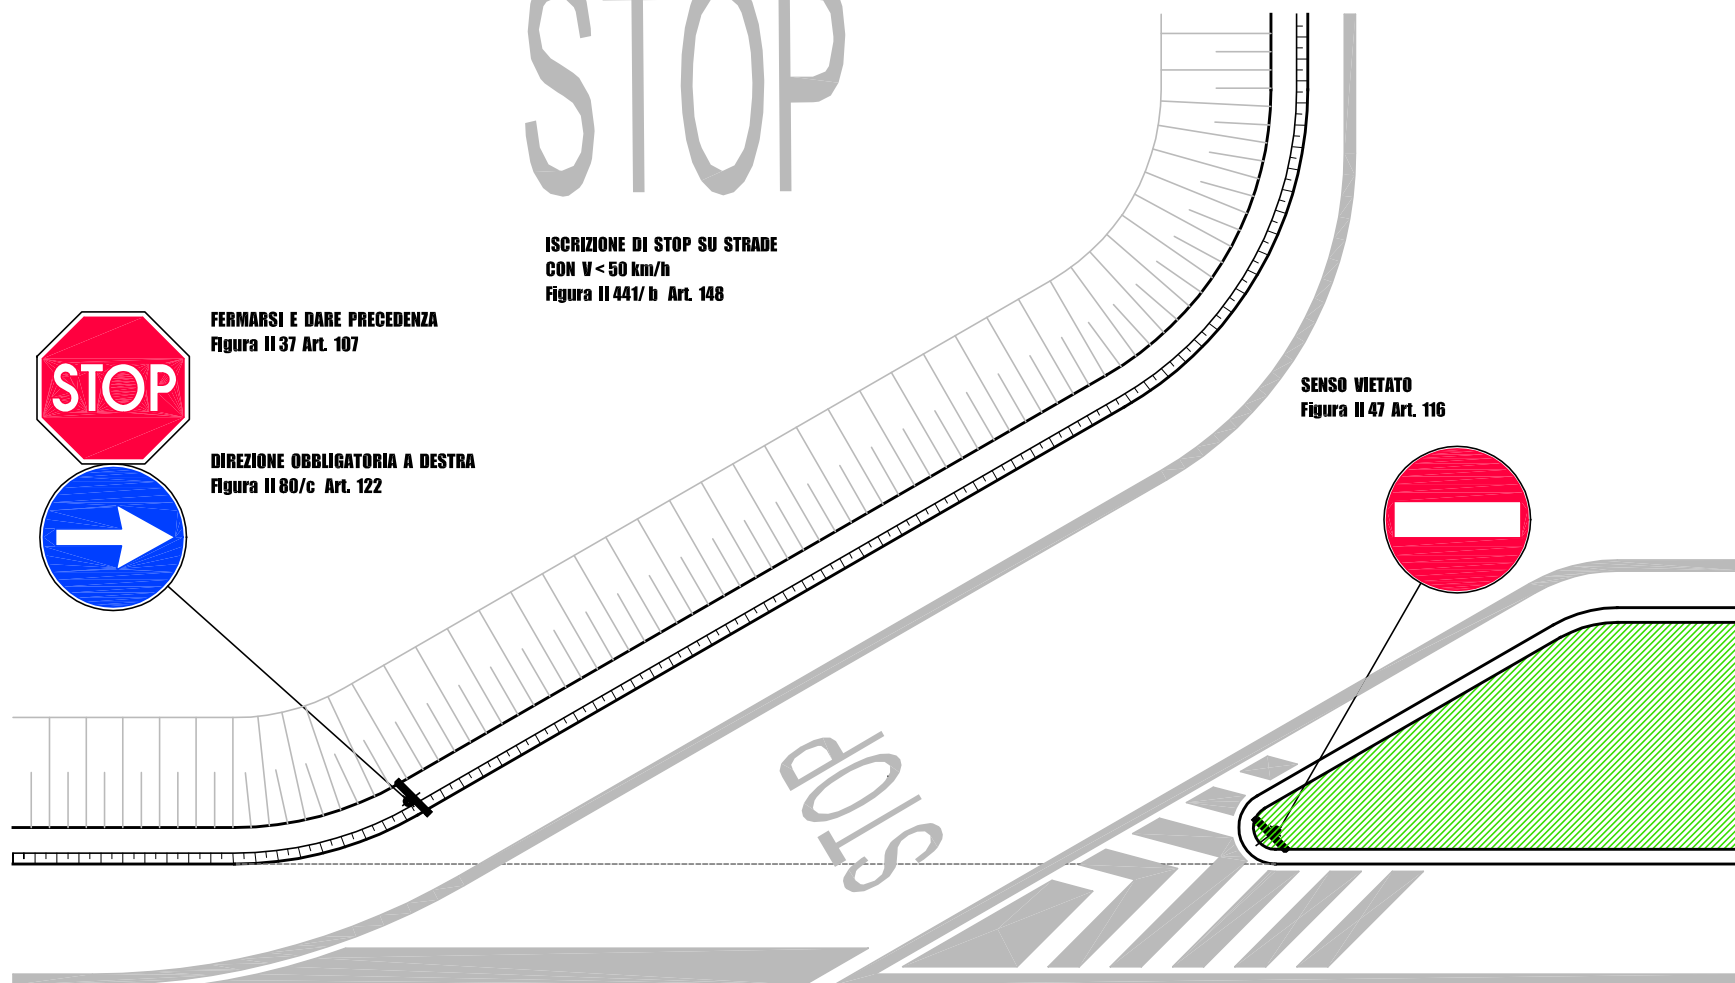 STOP
ISCRIZIONE DI STOP SU STRADE
CON V < 50 km/h
Figura II 441/ b Art. 148
FERMARSI E DARE PRECEDENZA
Figura II 37 Art. 107
STOP
DIREZIONE OBBLIGATORIA A DESTRA
Figura II 80/c Art. 122
SENSO VIETATO
Figura II 47 Art. 116
STOP